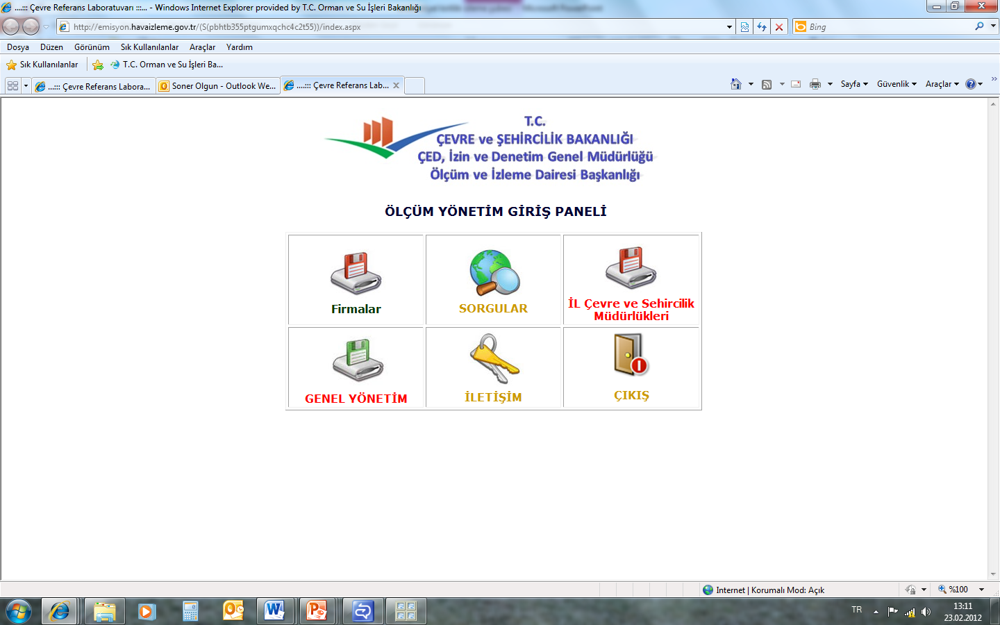 ....::: Çevre Referans Laboratuvarı :::... - Windows Internet Explorer provided by T.C. Orman ve Su İşleri Bakanlığı
Microsoft PowerPoint
http://emisyon.havaizleme.gov.tr/(S(pbhtb355ptgumxqchc4c2t55))/index.aspx
Bing
Dosya Düzen Görünüm Sık Kullanılanlar Araçlar Yardım
Sık Kullanılanlar T.C. Orman ve Su İşleri Ba...
...::: Çevre Referans Labora... Soner Olgun - Outlook We... ....::: Çevre Referans Lab... Sayfa Güvenlik Araçlar
T.C.
ÇEVRE ve ŞEHİRCİLİK BAKANLIĞI
ÇED, İzin ve Denetim Genel Müdürlüğü
Ölçüm ve İzleme Dairesi Başkanlığı
ÖLÇÜM YÖNETİM GİRİŞ PANELİ
Firmalar
SORGULAR
İL Çevre ve Sehircilik
Müdürlükleri
GENEL YÖNETİM
İLETİŞİM
ÇIKIŞ
Internet | Korumalı Mod: Açık %100
TR 13:11
23.02.2012